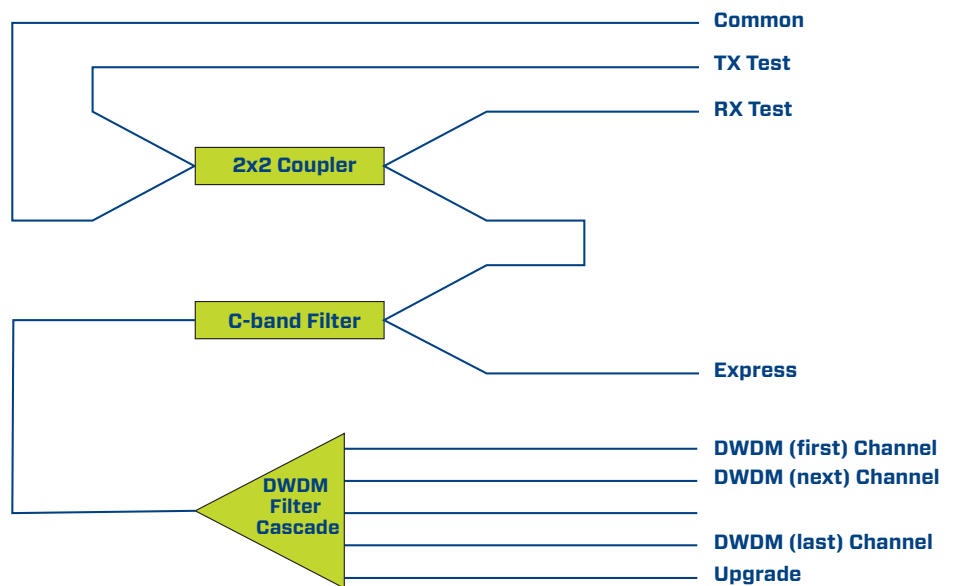 Common
TX Test
RX Test
2x2 Coupler
C-band Filter
Express
DWDM (first) Channel
DWDM (next) Channel
DWDM
Filter
Cascade
DWDM (last) Channel
Upgrade